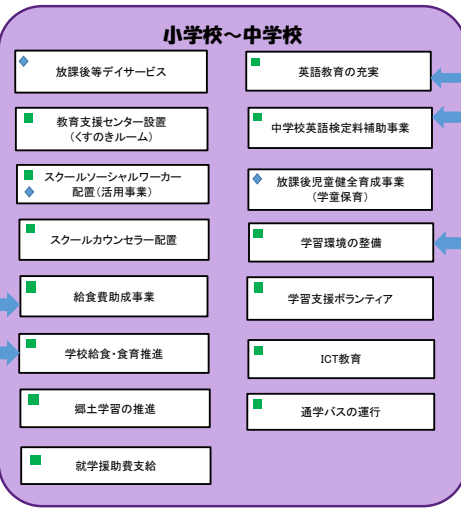 小学校～中学校
放課後等デイサービス
教育支援センター設置
(くすのきルーム)
スクールソーシャルワーカー
配置(活用事業)
スクールカウンセラー配置
給食費助成事業
学校給食・食育推進
郷土学習の推進
就学援助費支給
英語教育の充実
中学校英語検定料補助事業
放課後児童健全育成事業
(学童保育)
学習環境の整備
学習支援ボランティア
ICT教育
通学バスの運行